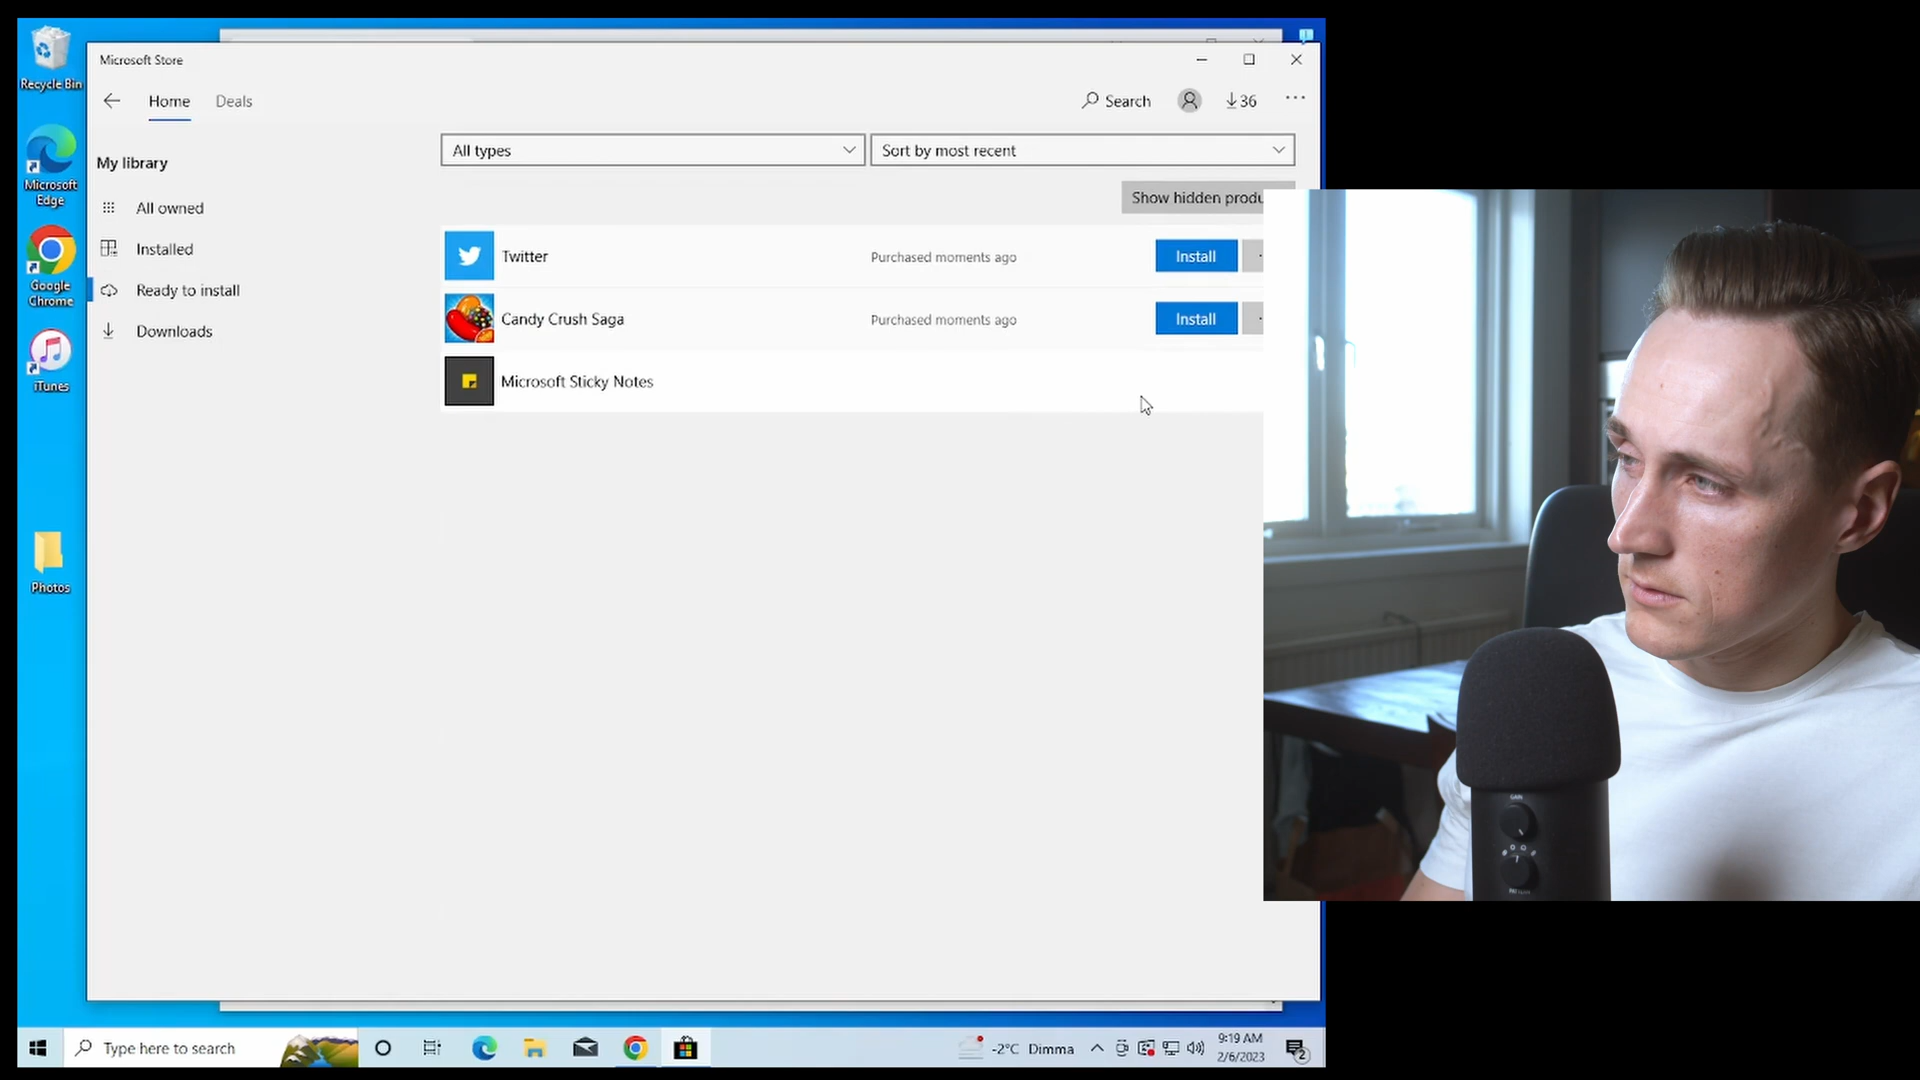 Recycle Bin
Microsoft Edge
Google Chrome
iTunes
Photos
Microsoft Store
Home
Deals
Search
36
My library
All owned
Installed
Ready to install
Downloads
All types
Sort by most recent
Show hidden produ
Twitter
Purchased moments ago
Install
Candy Crush Saga
Purchased moments ago
Install
Microsoft Sticky Notes
GAIN
Type here to search
-2°C Dimma
9:19 AM
2/6/2023
2